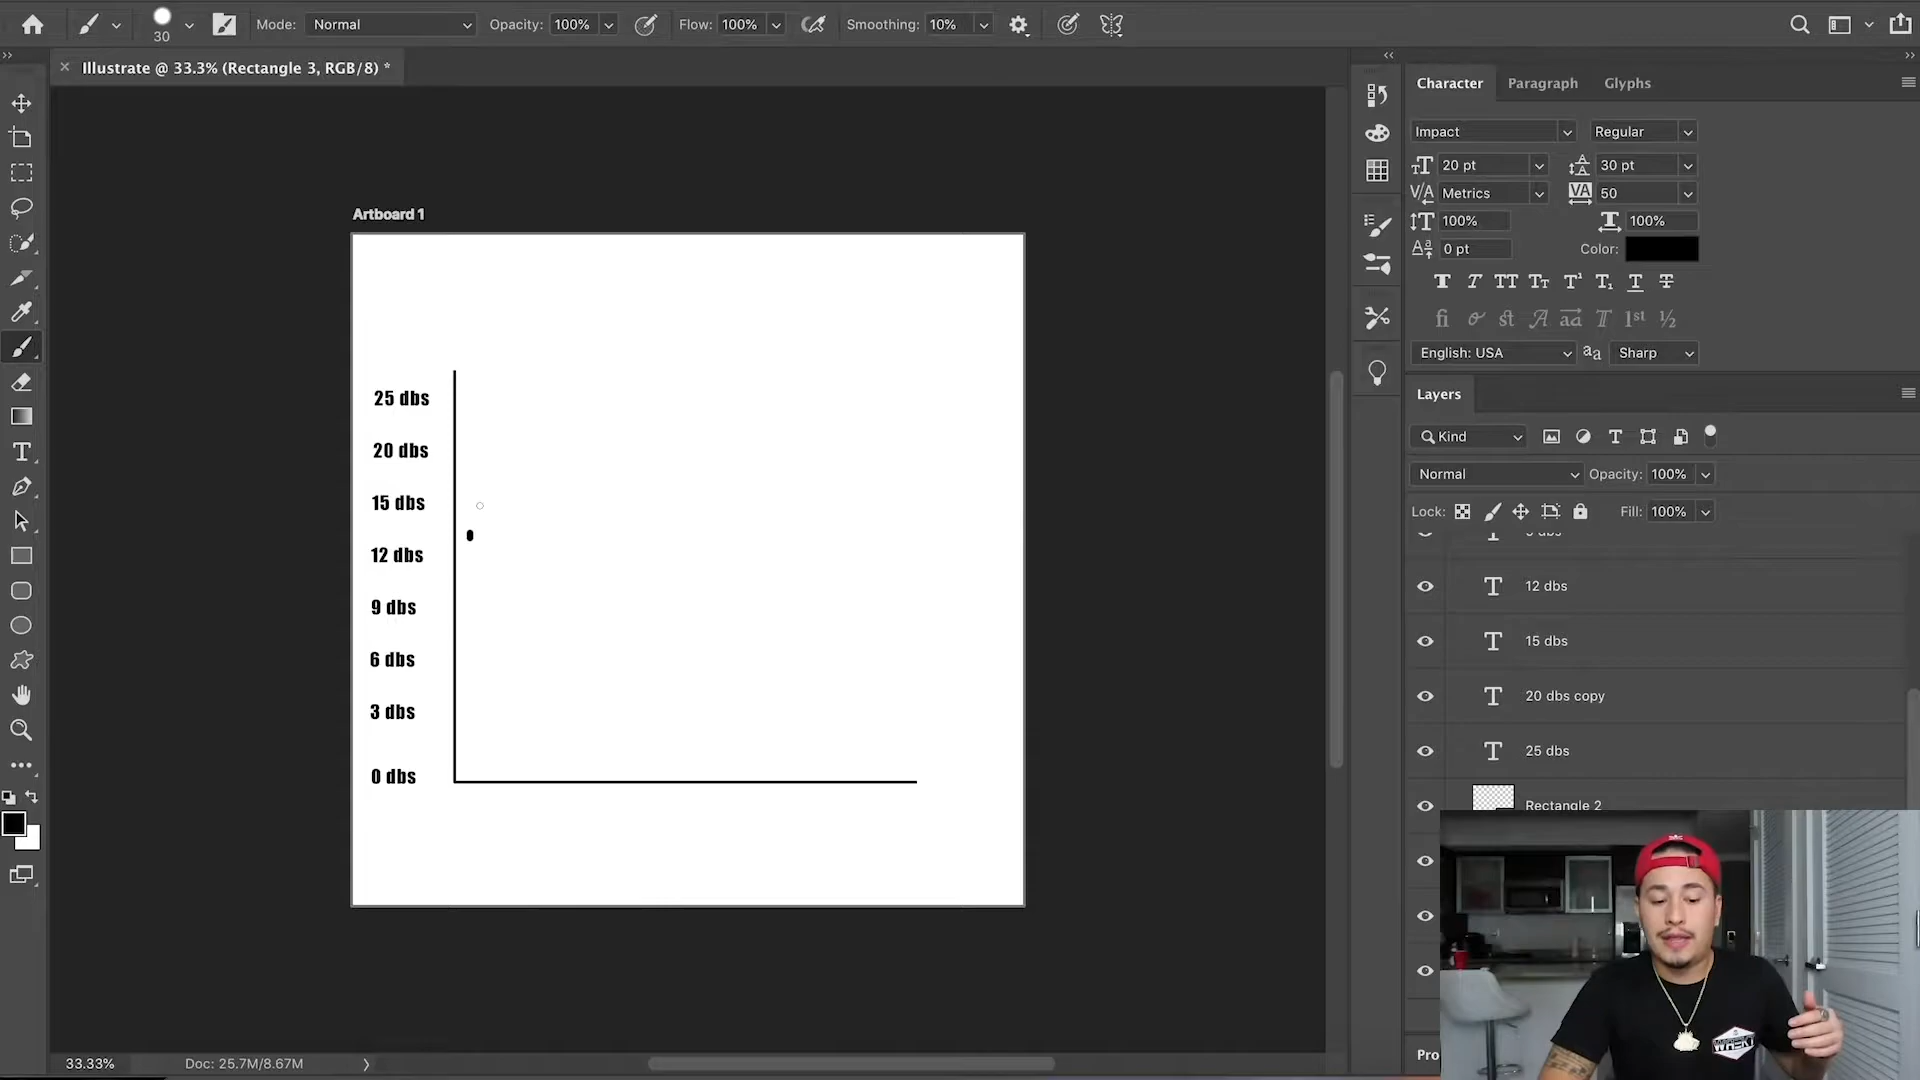 30
Mode: Normal
Opacity: 100%
Flow: 100%
Smoothing: 10%
Illustrate @ 33.3% (Rectangle 3, RGB/8) *
Artboard 1
25 dbs
20 dbs
15 dbs
12 dbs
9 dbs
6 dbs
3 dbs
0 dbs
33.33%
Doc: 25.7M/8.67M
Character Paragraph Glyphs
Impact Regular
20 pt 30 pt
Metrics 50
100% 100%
0 pt Color:
English: USA Sharp
Layers
Kind
Normal Opacity: 100%
Lock: Fill: 100%
12 dbs
15 dbs
20 dbs copy
25 dbs
Rectangle 2
Pro